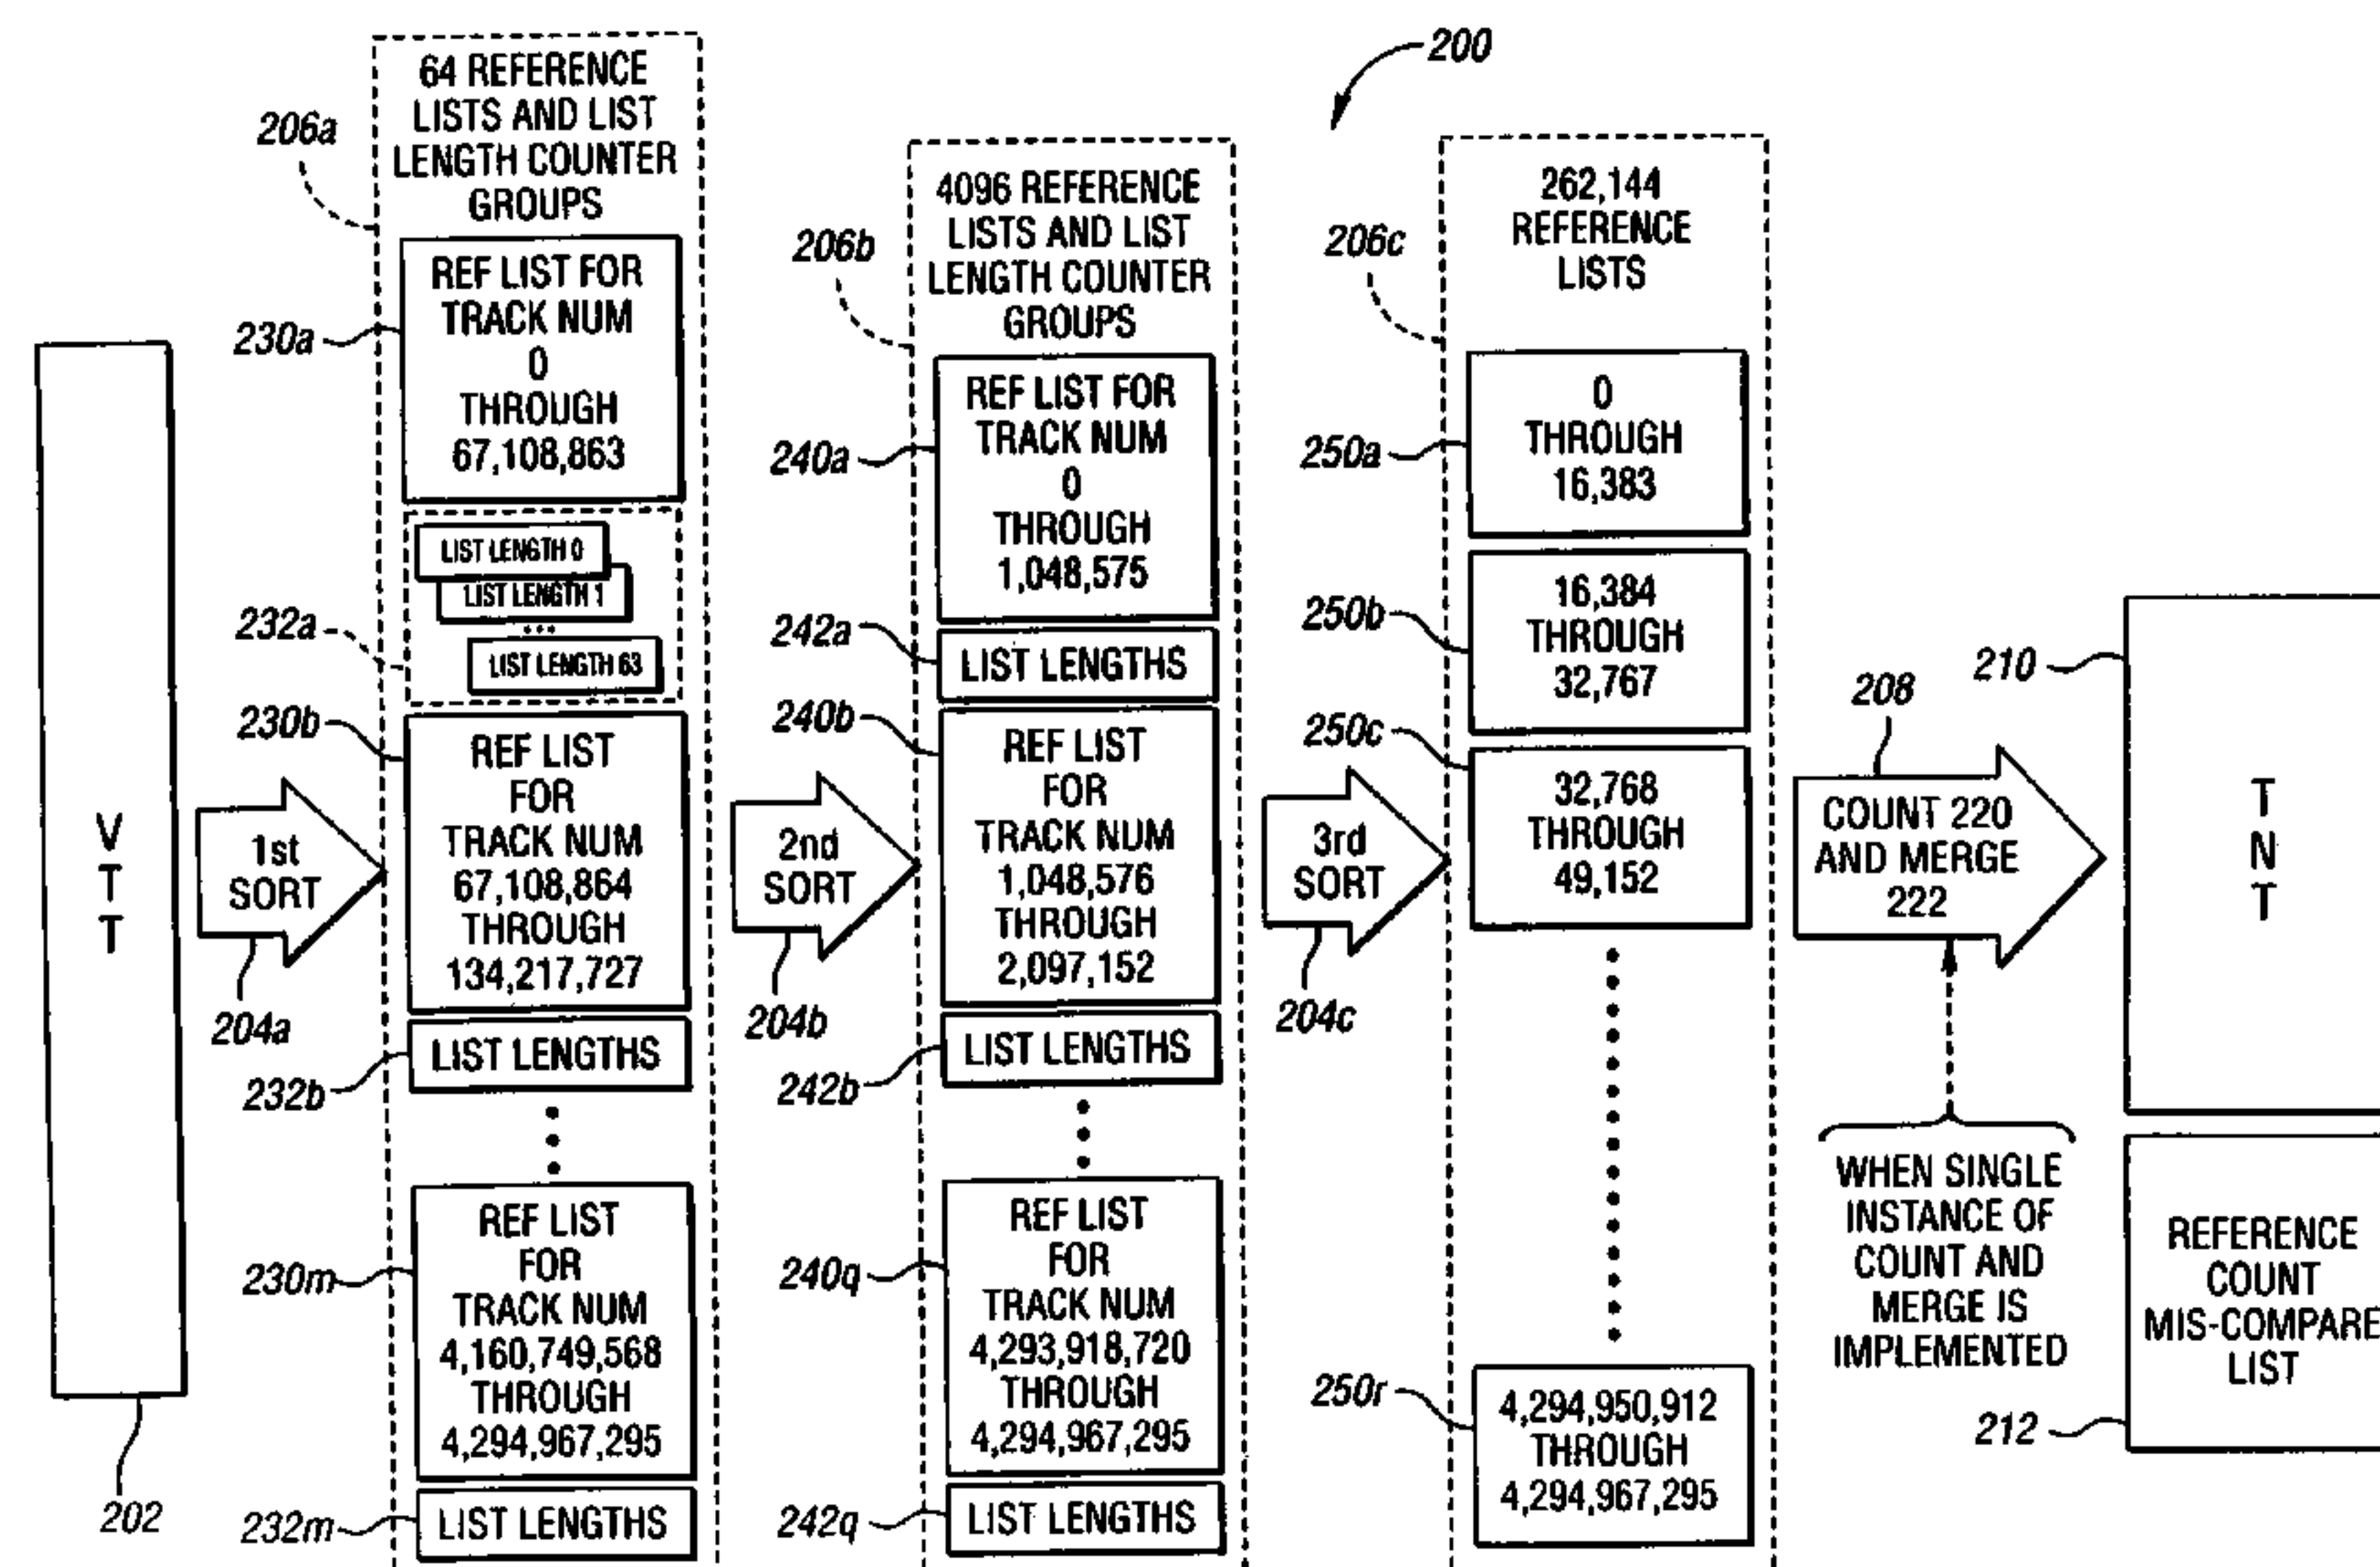 200
64 REFERENCE
LISTS AND LIST
LENGTH COUNTER
GROUPS
206a
230a
REF LIST FOR
TRACK NUM
0
THROUGH
67,108,863
LIST LENGTH 0
LIST LENGTH 1
...
LIST LENGTH 63
232a
230b
REF LIST
FOR
TRACK NUM
67,108,864
THROUGH
134,217,727
LIST LENGTHS
232b
230m
REF LIST
FOR
TRACK NUM
4,160,749,568
THROUGH
4,294,967,295
LIST LENGTHS
232m
VTT
202
1st
SORT
204a
4096 REFERENCE
LISTS AND LIST
LENGTH COUNTER
GROUPS
206b
240a
REF LIST FOR
TRACK NUM
0
THROUGH
1,048,575
242a
LIST LENGTHS
240b
REF LIST
FOR
TRACK NUM
1,048,576
THROUGH
2,097,152
LIST LENGTHS
242b
240q
REF LIST
FOR
TRACK NUM
4,293,918,720
THROUGH
4,294,967,295
LIST LENGTHS
242q
2nd
SORT
204b
262,144
REFERENCE
LISTS
206c
250a
0
THROUGH
16,383
250b
16,384
THROUGH
32,767
250c
32,768
THROUGH
49,152
250r
4,294,950,912
THROUGH
4,294,967,295
3rd
SORT
204c
208
COUNT 220
AND MERGE
222
WHEN SINGLE
INSTANCE OF
COUNT AND
MERGE IS
IMPLEMENTED
210
TNT
REFERENCE
COUNT
MIS-COMPARE
LIST
212